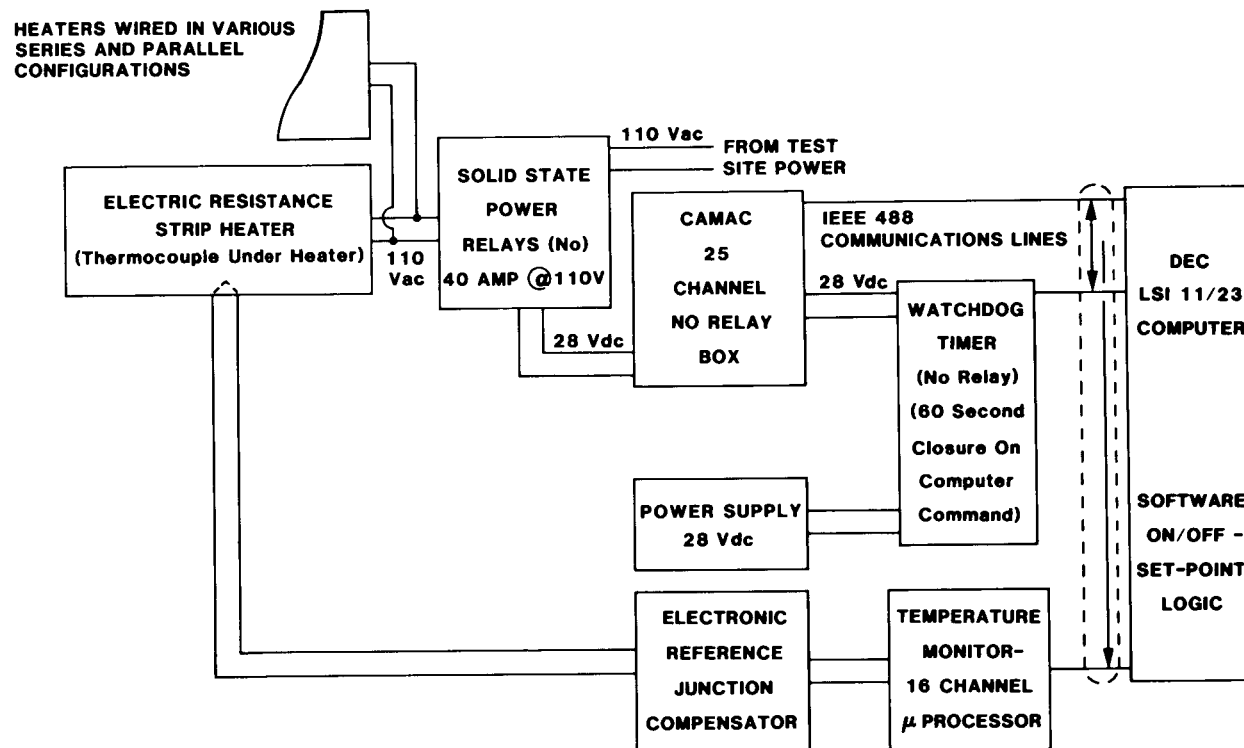 HEATERS WIRED IN VARIOUS
SERIES AND PARALLEL
CONFIGURATIONS
ELECTRIC RESISTANCE
STRIP HEATER
(Thermocouple Under Heater)
110
Vac
SOLID STATE
POWER
RELAYS (No)
40 AMP @110V
110 Vac
FROM TEST
SITE POWER
28 Vdc
CAMAC
25
CHANNEL
NO RELAY
BOX
IEEE 488
COMMUNICATIONS LINES
28 Vdc
WATCHDOG
TIMER
(No Relay)
(60 Second
Closure On
Computer
Command)
POWER SUPPLY
28 Vdc
ELECTRONIC
REFERENCE
JUNCTION
COMPENSATOR
TEMPERATURE
MONITOR-
16 CHANNEL
μ PROCESSOR
DEC
LSI 11/23
COMPUTER
SOFTWARE
ON/OFF -
SET-POINT
LOGIC